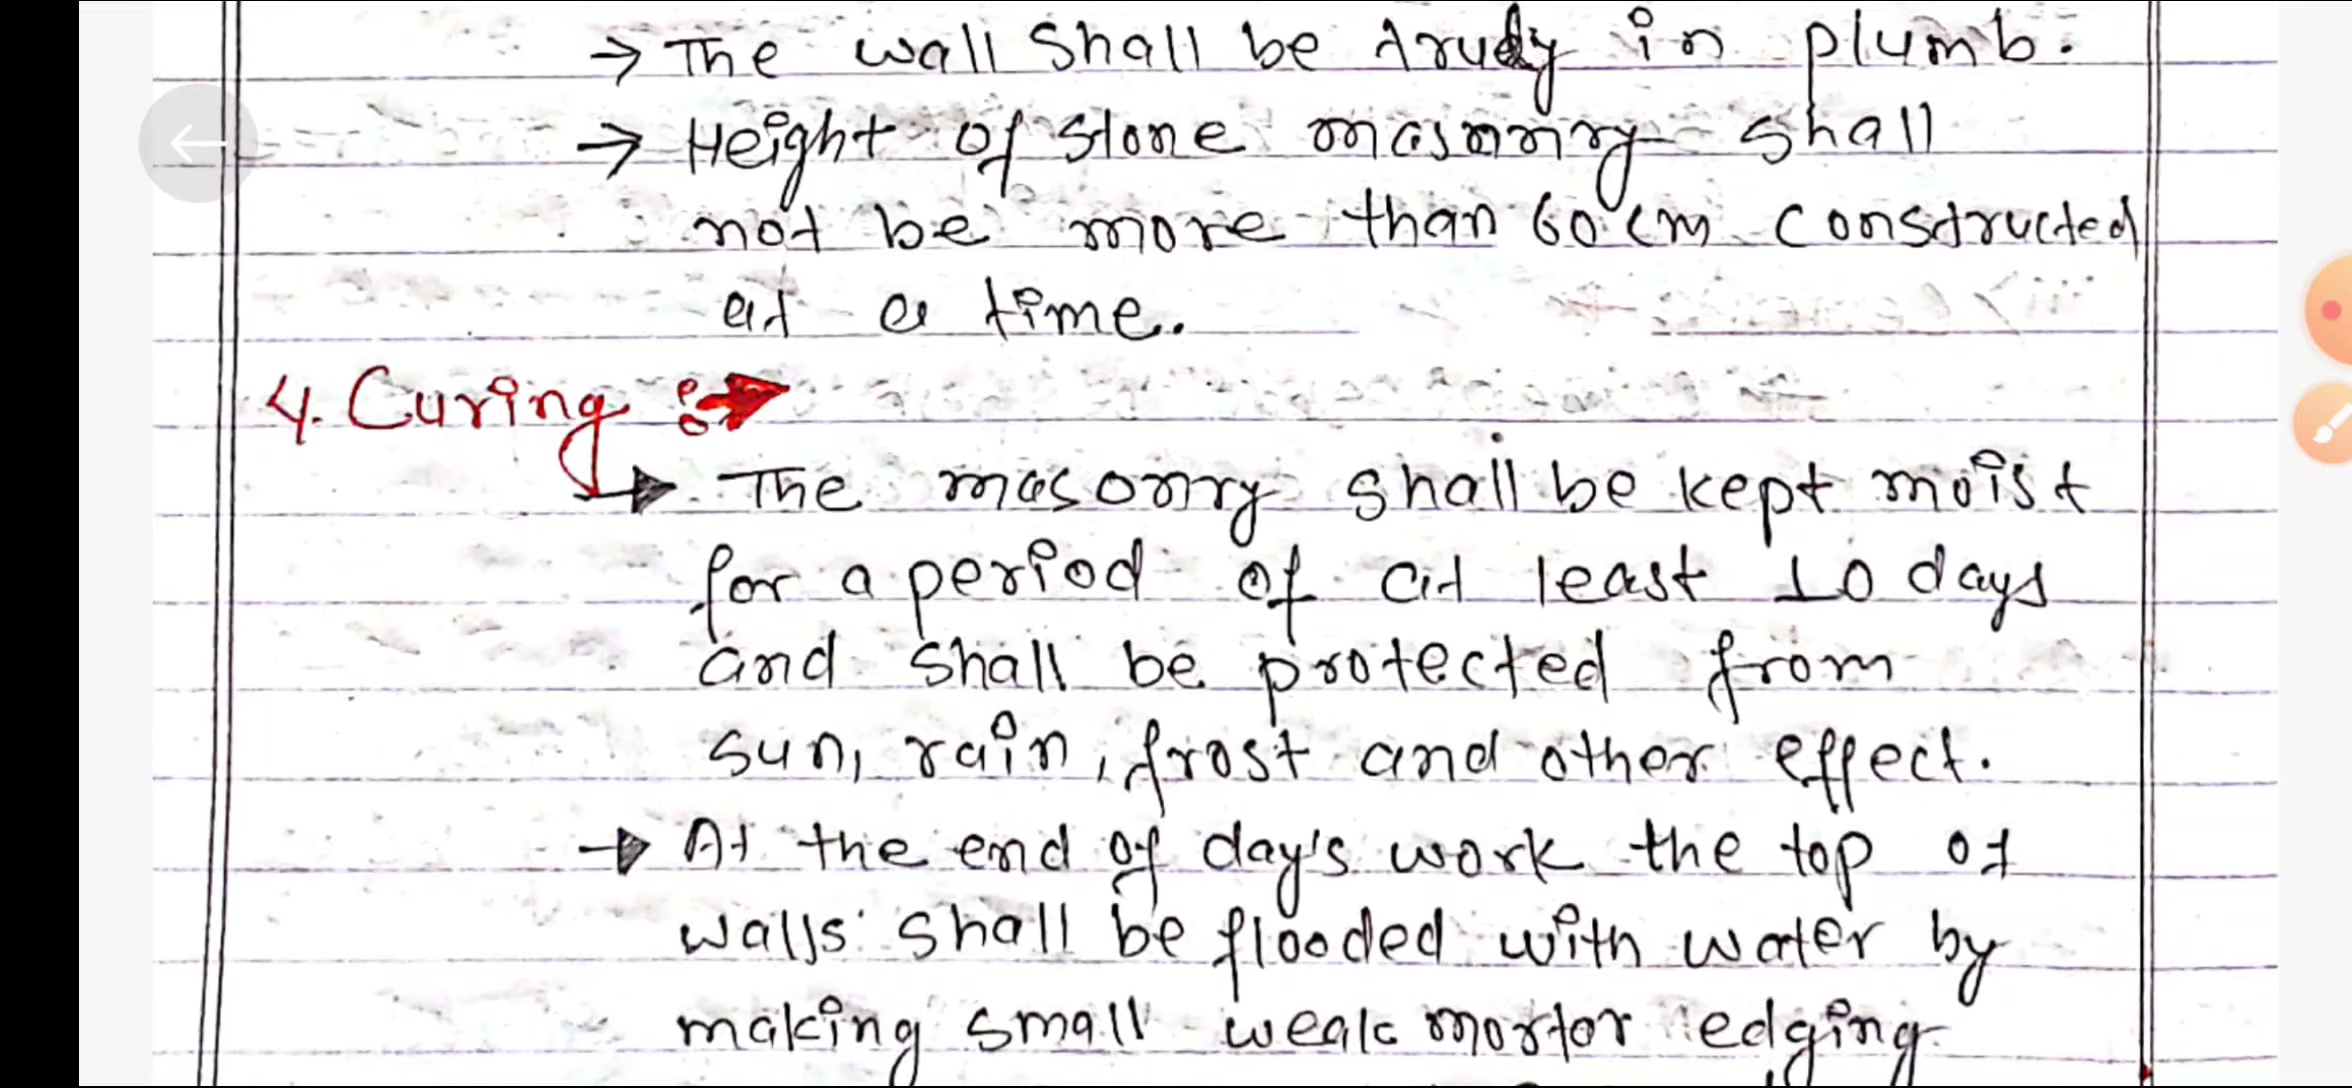 → The wall shall be trudy in plumb.
→ Height of stone masonry shall
not be more than 60 cm constructed
at a time.
4. Curing :→
→ The masonry shall be kept moist
for a period of at least 10 days
and shall be protected from
sun, rain, frost and other effect.
→ At the end of day's work the top of
walls shall be flooded with water by
making small weak mortor edging